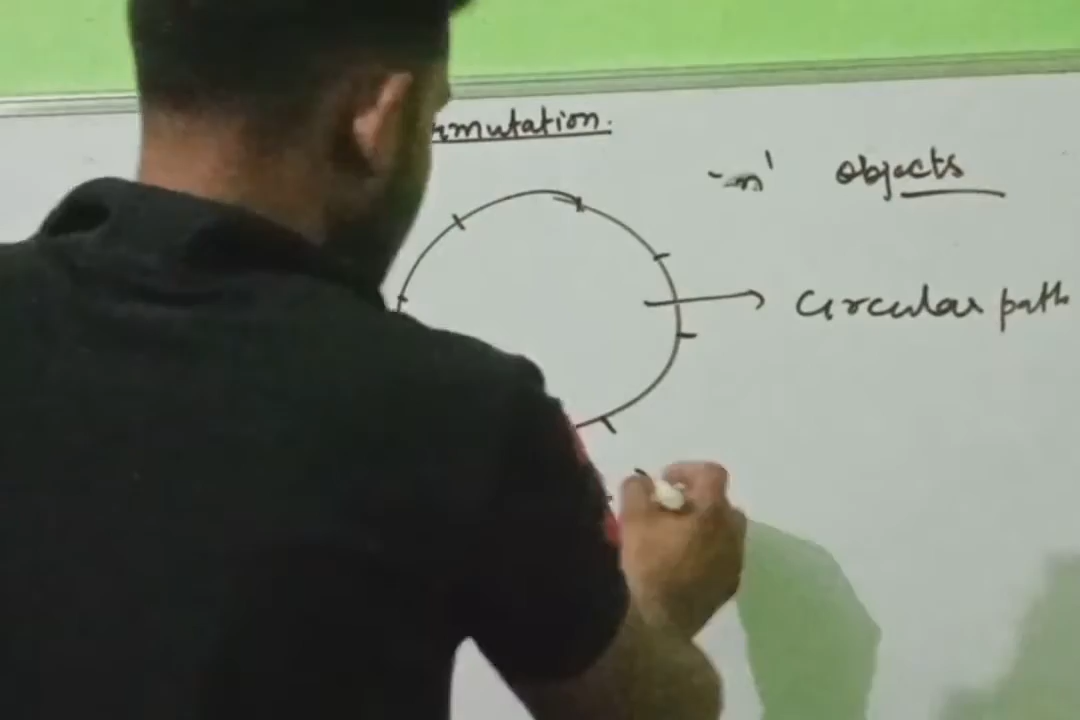 rmutation.
'n' objects
Circular path